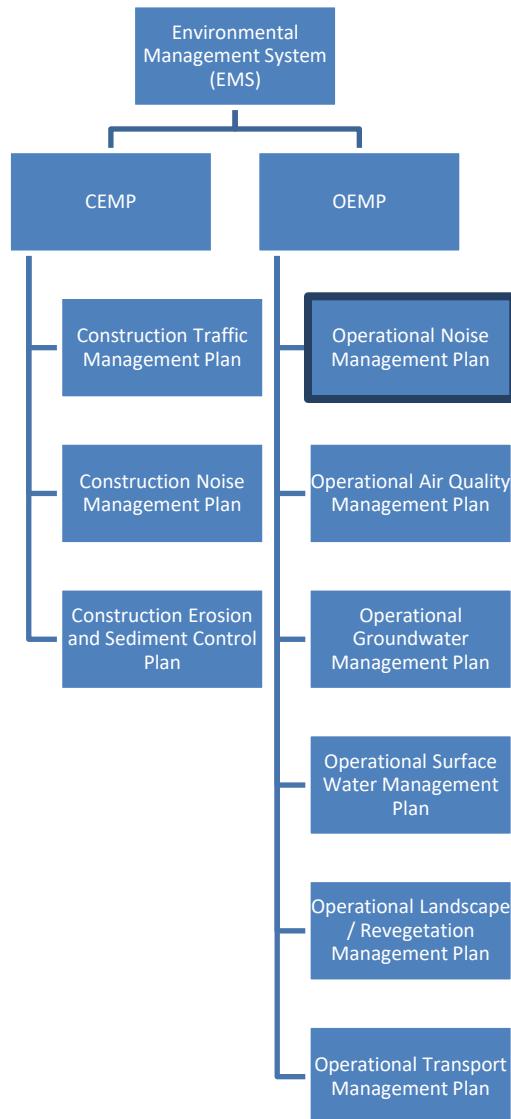 Environmental
Management System
(EMS)
CEMP
OEMP
Construction Traffic
Management Plan
Operational Noise
Management Plan
Construction Noise
Management Plan
Operational Air Quality
Management Plan
Construction Erosion
and Sediment Control
Plan
Operational
Groundwater
Management Plan
Operational Surface
Water Management
Plan
Operational Landscape
/ Revegetation
Management Plan
Operational Transport
Management Plan